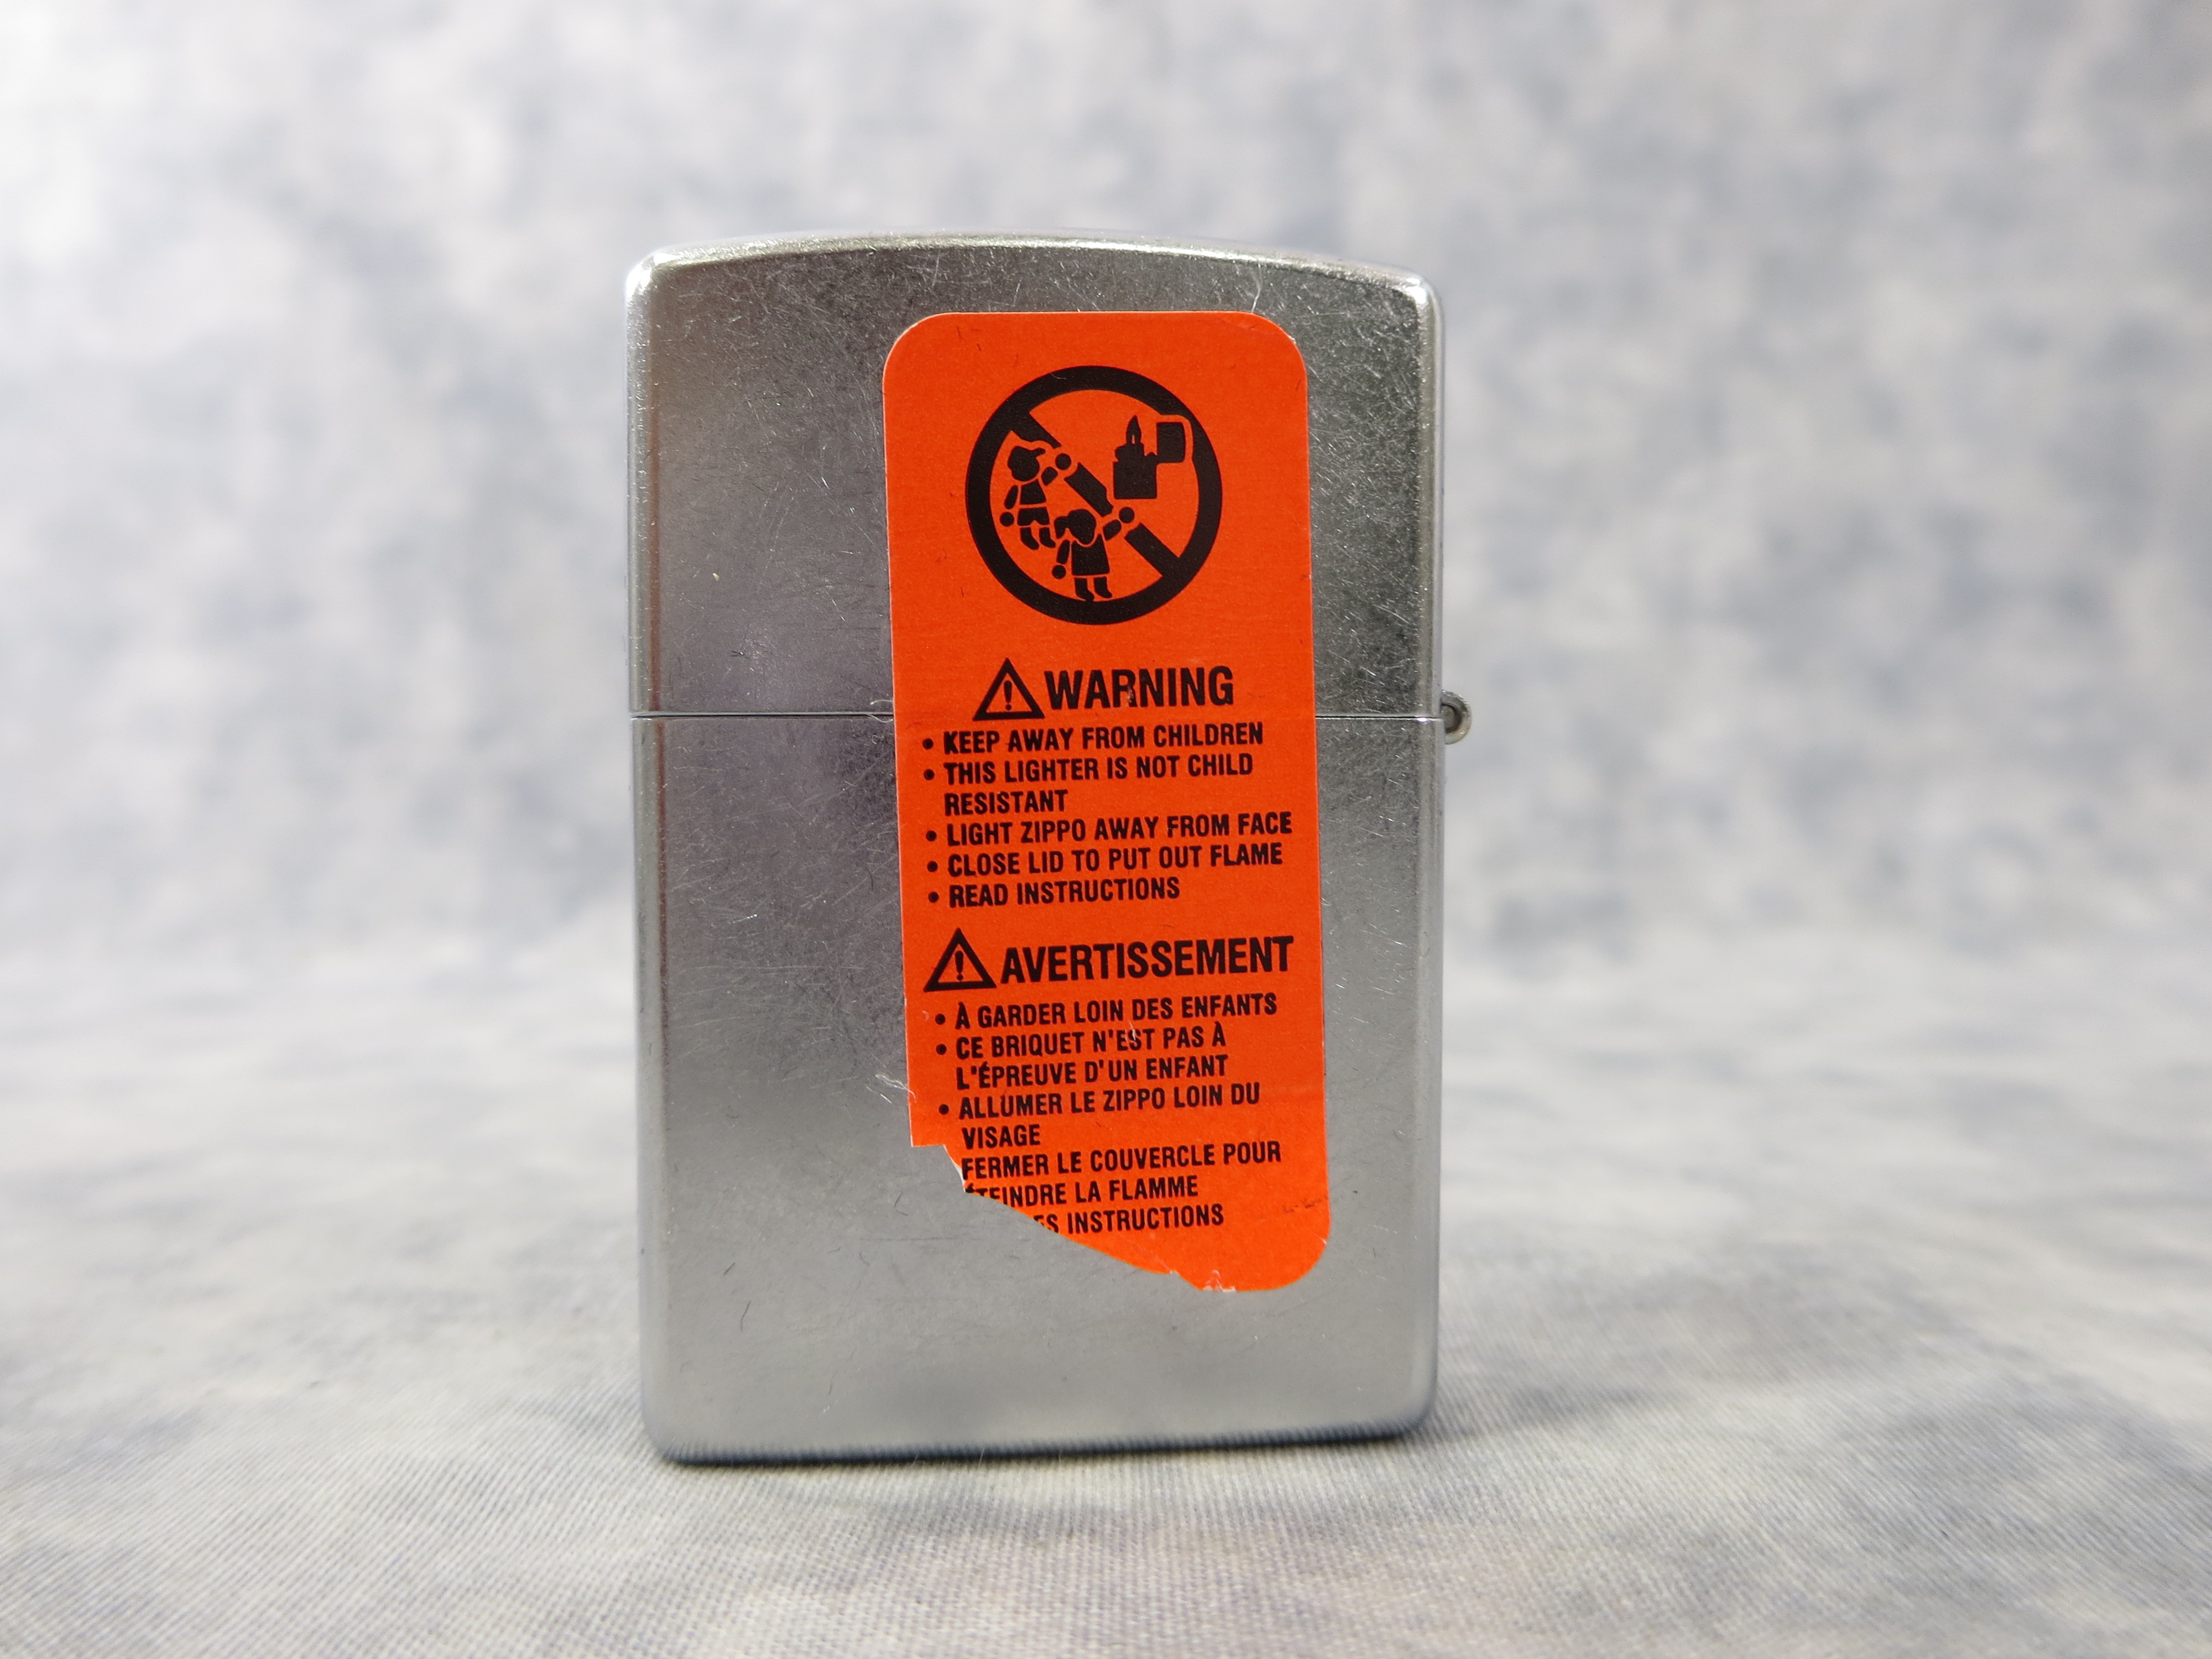 WARNING
• KEEP AWAY FROM CHILDREN
• THIS LIGHTER IS NOT CHILD
RESISTANT
• LIGHT ZIPPO AWAY FROM FACE
• CLOSE LID TO PUT OUT FLAME
• READ INSTRUCTIONS
AVERTISSEMENT
• À GARDER LOIN DES ENFANTS
• CE BRIQUET N'EST PAS À
L'ÉPREUVE D'UN ENFANT
• ALLUMER LE ZIPPO LOIN DU
VISAGE
FERMER LE COUVERCLE POUR
ÉTEINDRE LA FLAMME
INSTRUCTIONS